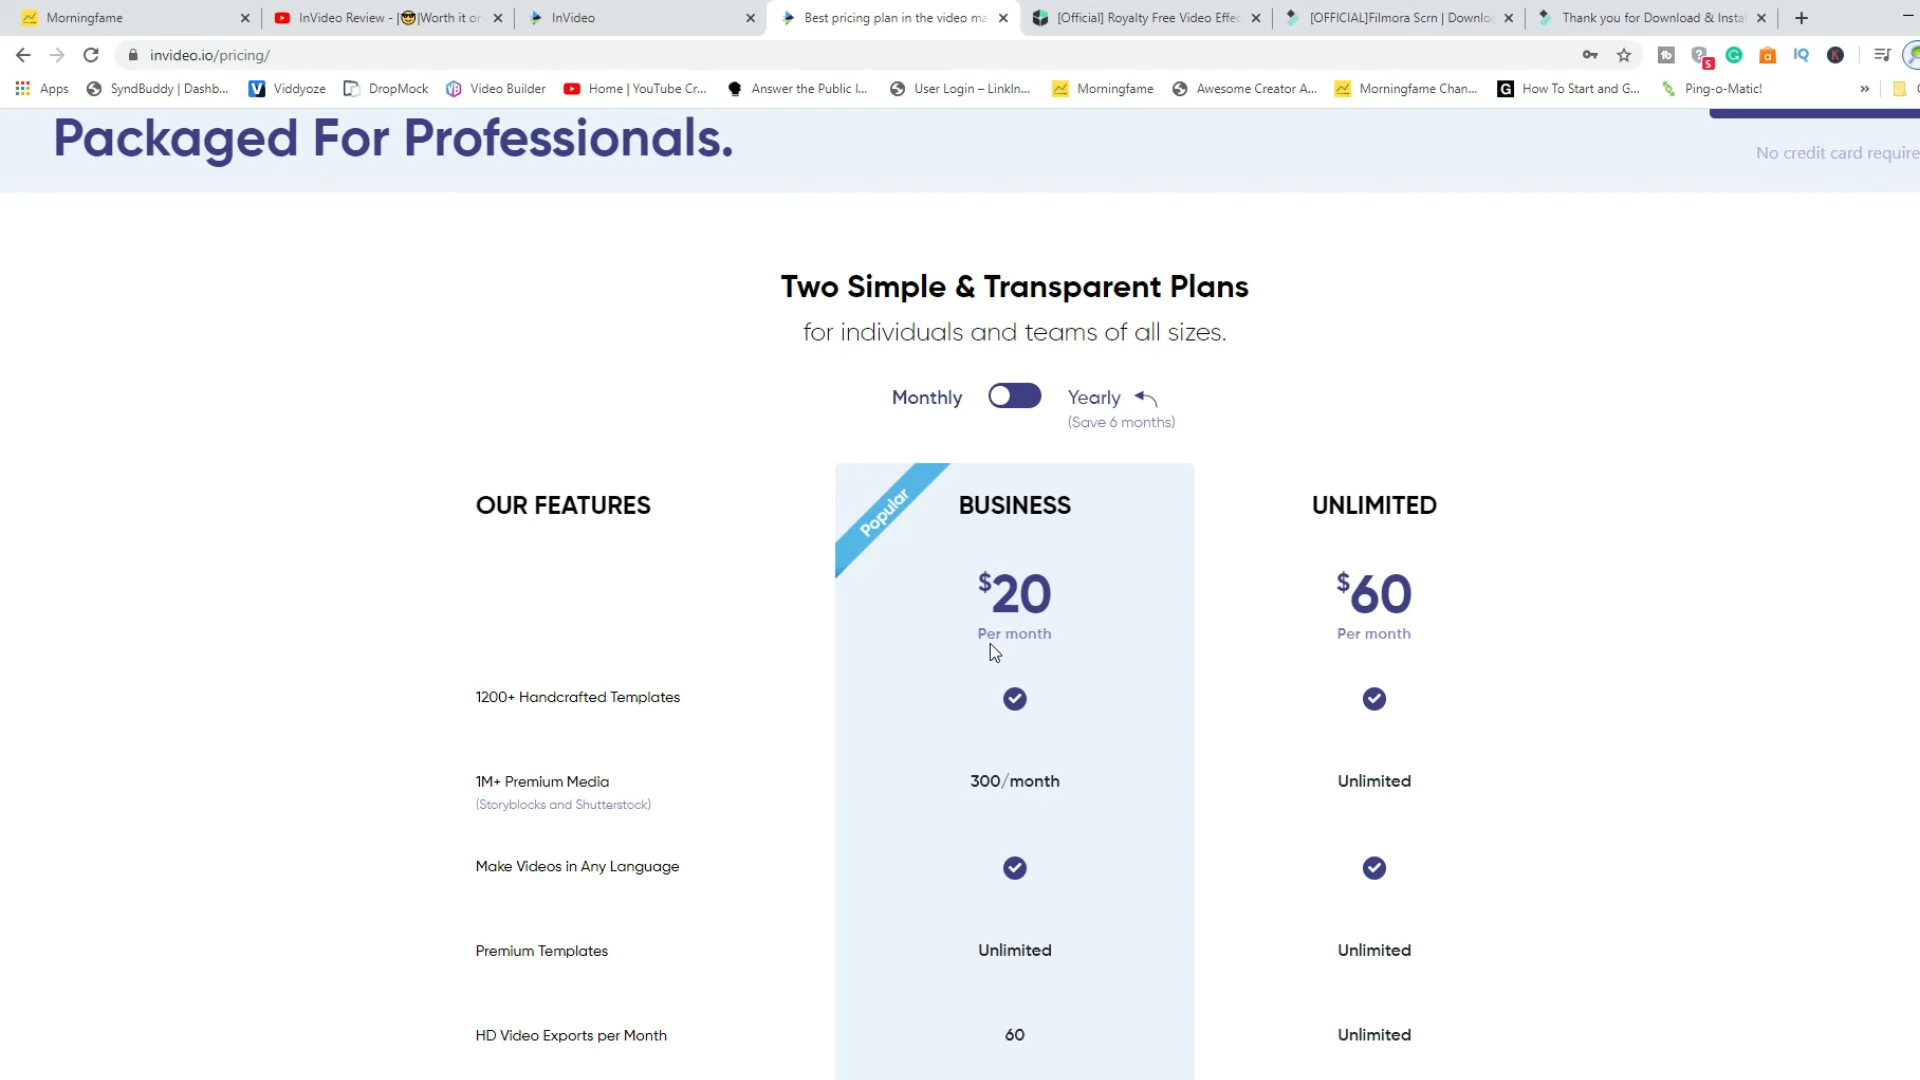 Morningfame
InVideo Review - |😎|Worth it or
InVideo
Best pricing plan in the video ma
[Official] Royalty Free Video Effec
[OFFICIAL]Filmora Scrn | Downlo
Thank you for Download & Instal
invideo.io/pricing/
Apps
SyndBuddy | Dashb...
Viddyoze
DropMock
Video Builder
Home | YouTube Cr...
Answer the Public I...
User Login – LinkIn...
Morningfame
Awesome Creator A...
Morningfame Chan...
How To Start and G...
Ping-o-Matic!
Packaged For Professionals.
No credit card require
Two Simple & Transparent Plans
for individuals and teams of all sizes.
Monthly
Yearly
(Save 6 months)
OUR FEATURES
Popular
BUSINESS
UNLIMITED
$20
$60
Per month
Per month
1200+ Handcrafted Templates
1M+ Premium Media
300/month
Unlimited
(Storyblocks and Shutterstock)
Make Videos in Any Language
Premium Templates
Unlimited
Unlimited
HD Video Exports per Month
60
Unlimited